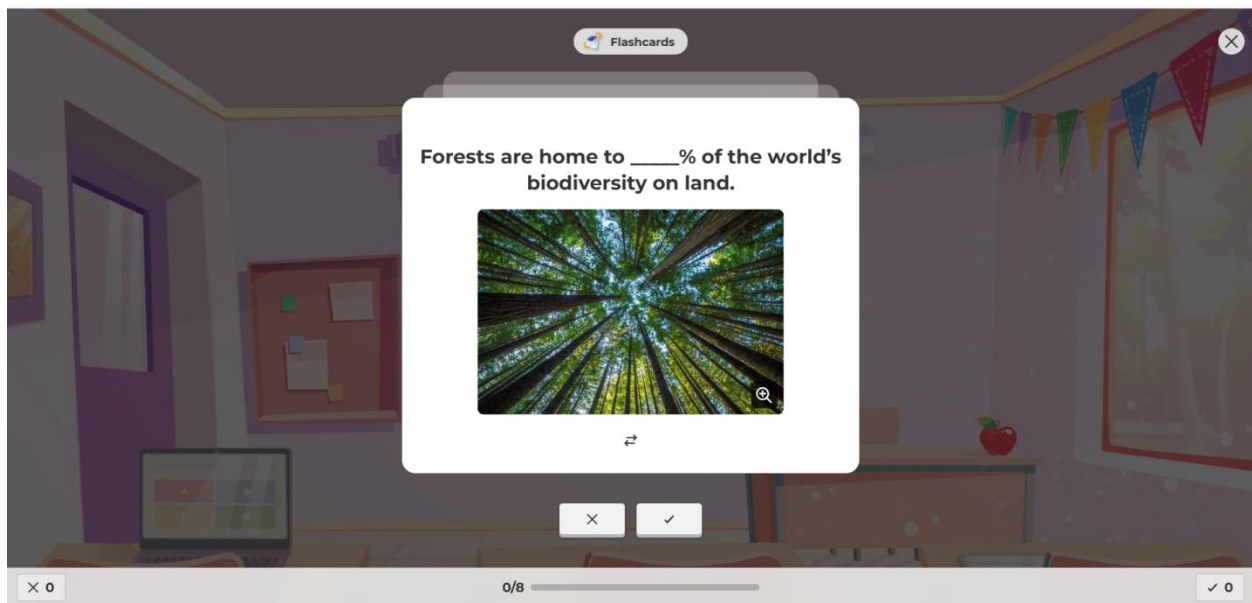 Flashcards
Forests are home to _____% of the world’s
biodiversity on land.
0
0/8
0